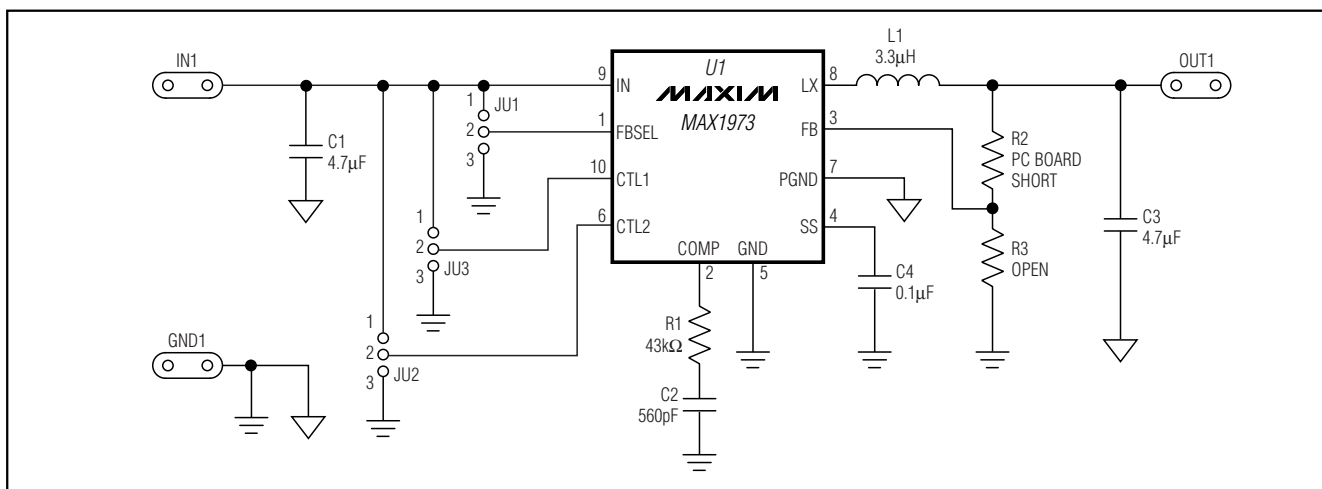 IN1
C1
4.7µF
GND1
1
2
3
JU1
1
2
3
JU3
1
2
3
JU2
9
IN
1
FBSEL
10
CTL1
6
CTL2
U1
MAXIM
MAX1973
COMP
2
GND
5
LX
8
FB
3
PGND
7
SS
4
R1
43kΩ
C2
560pF
C4
0.1µF
L1
3.3µH
R2
PC BOARD
SHORT
R3
OPEN
C3
4.7µF
OUT1